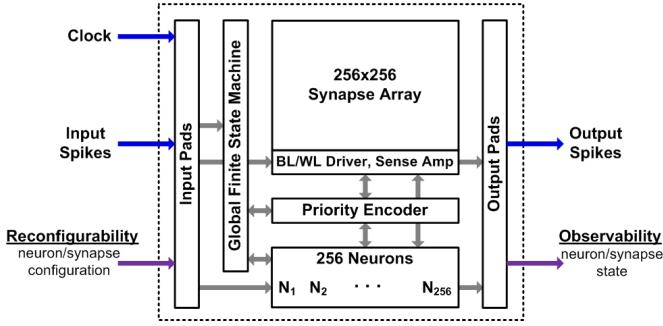 Clock
Input
Spikes
Reconfigurability
neuron/synapse
configuration
Input Pads
Global Finite State Machine
256x256
Synapse Array
BL/WL Driver, Sense Amp
Priority Encoder
256 Neurons
N1 N2 · · · N256
Output Pads
Output
Spikes
Observability
neuron/synapse
state